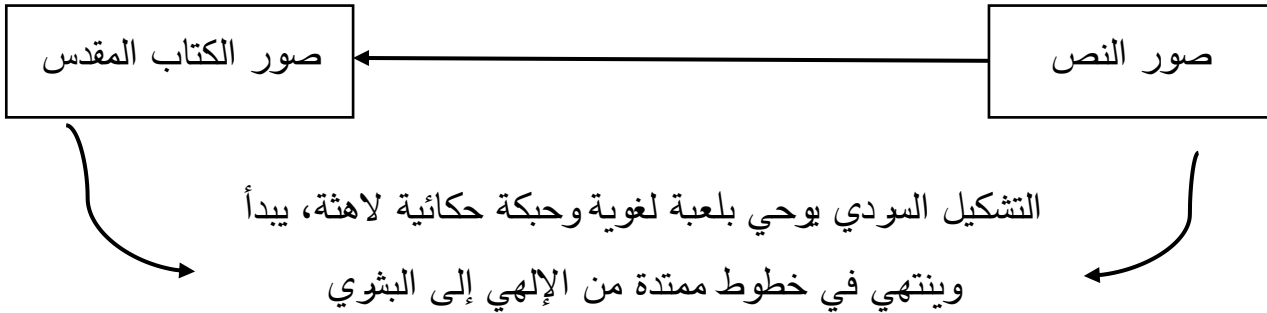 صور النص
صور الكتاب المقدس
التشكيل السردي يوحي بلعبة لغوية وحبكة حكائية لاهثة، يبدأ
وينتهي في خطوط ممتدة من الإلهي إلى البشري